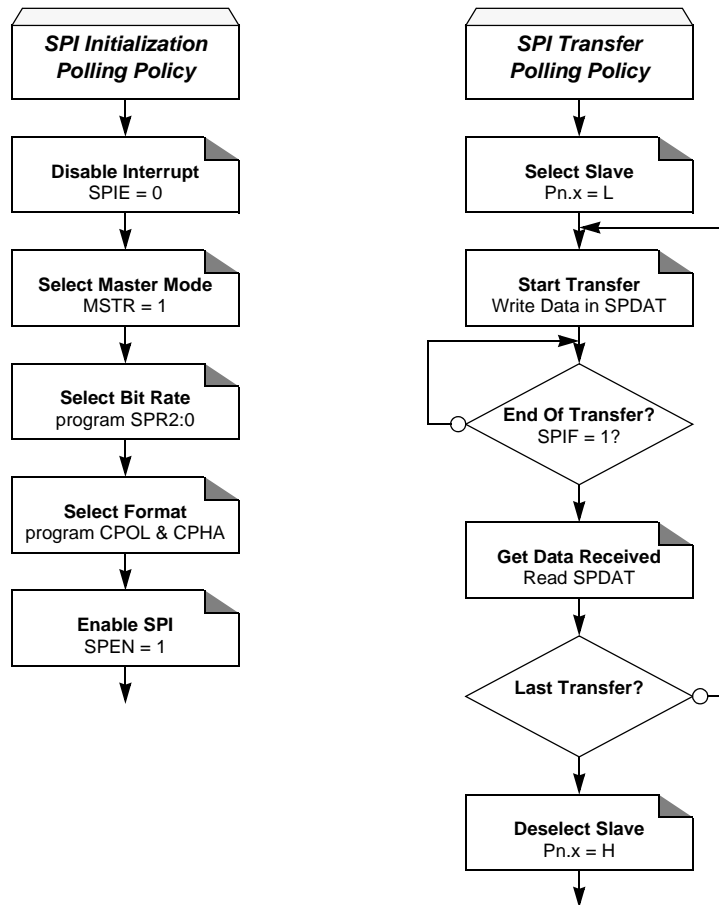 SPI Initialization
Polling Policy
Disable Interrupt
SPIE = 0
Select Master Mode
MSTR = 1
Select Bit Rate
program SPR2:0
Select Format
program CPOL & CPHA
Enable SPI
SPEN = 1
SPI Transfer
Polling Policy
Select Slave
Pn.x = L
Start Transfer
Write Data in SPDAT
End Of Transfer?
SPIF = 1?
Get Data Received
Read SPDAT
Last Transfer?
Deselect Slave
Pn.x = H